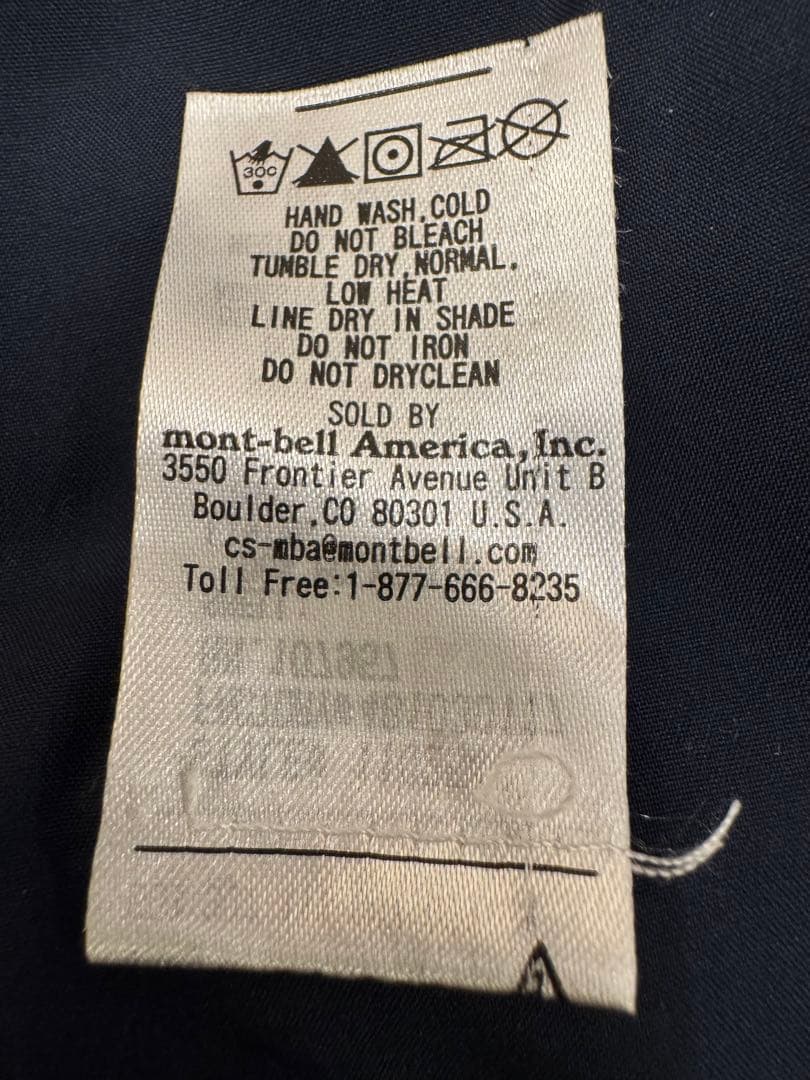 30C
HAND WASH,COLD
DO NOT BLEACH
TUMBLE DRY,NORMAL,
LOW HEAT
LINE DRY IN SHADE
DO NOT IRON
DO NOT DRYCLEAN
SOLD BY
mont-bell America,Inc.
3550 Frontier Avenue Unit B
Boulder,CO 80301 U.S.A.
cs-mba@montbell.com
Toll Free:1-877-666-8235